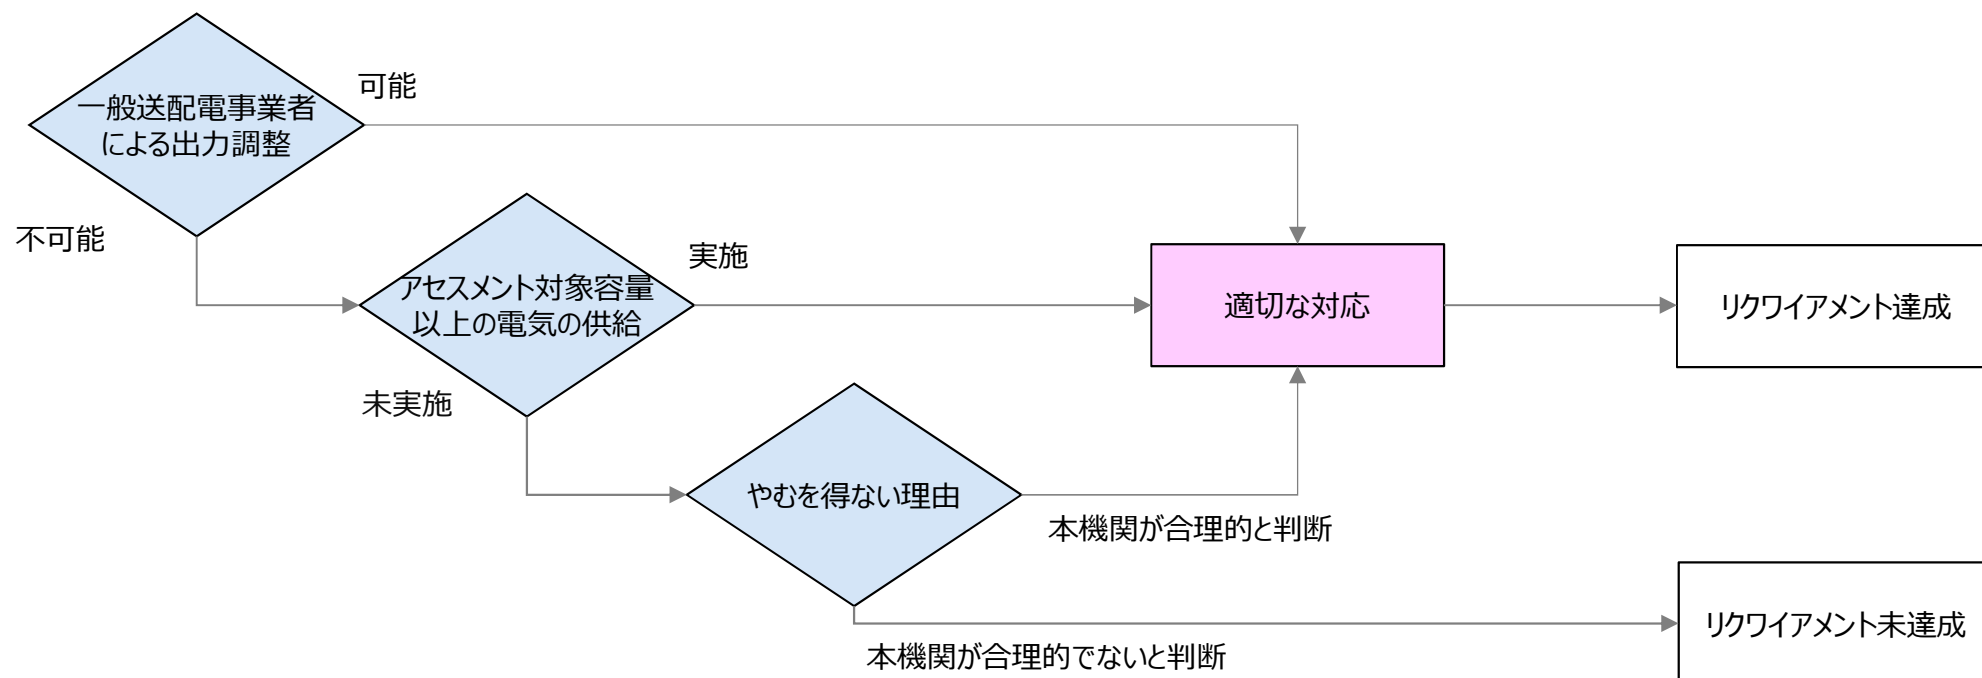 一般送配電事業者
による出力調整
可能
不可能
アセスメント対象容量
以上の電気の供給
実施
未実施
やむを得ない理由
本機関が合理的と判断
本機関が合理的でないと判断
適切な対応
リクワイアメント達成
リクワイアメント未達成